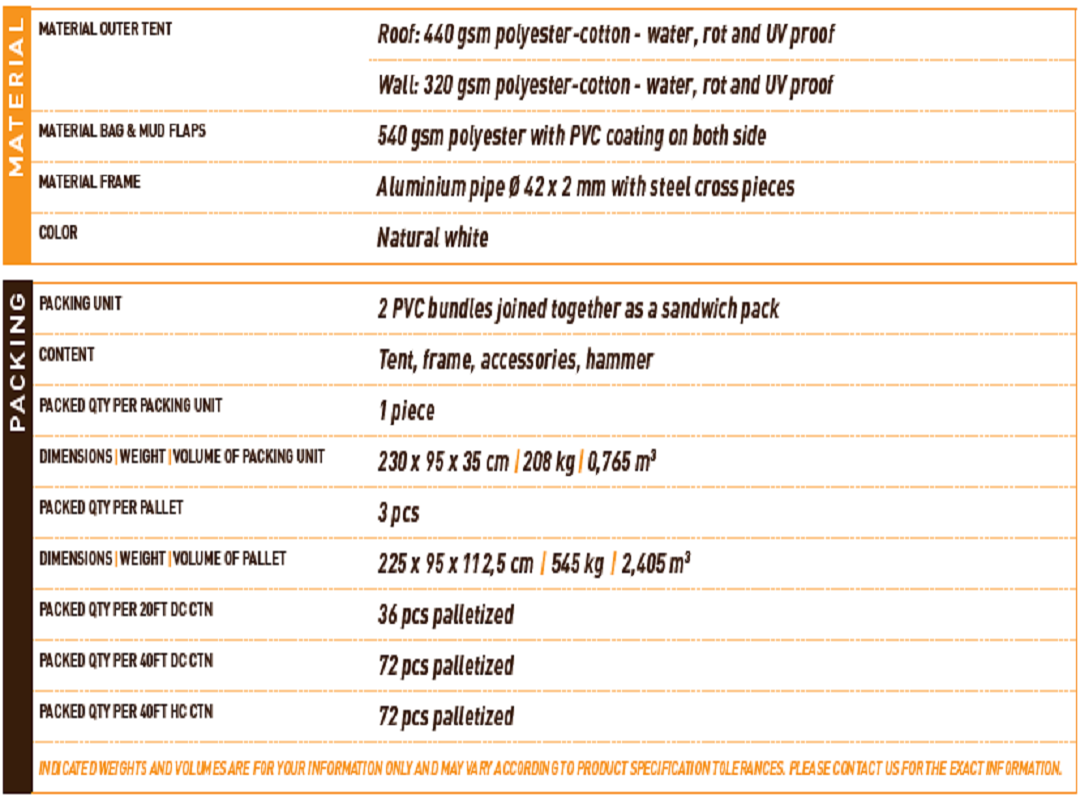 MATERIAL
MATERIAL OUTER TENT
Roof: 440 gsm polyester-cotton - water, rot and UV proof
Wall: 320 gsm polyester-cotton - water, rot and UV proof
MATERIAL BAG & MUD FLAPS
540 gsm polyester with PVC coating on both side
MATERIAL FRAME
Aluminium pipe Ø 42 x 2 mm with steel cross pieces
COLOR
Natural white
PACKING
PACKING UNIT
2 PVC bundles joined together as a sandwich pack
CONTENT
Tent, frame, accessories, hammer
PACKED QTY PER PACKING UNIT
1 piece
DIMENSIONS | WEIGHT | VOLUME OF PACKING UNIT
230 x 95 x 35 cm | 208 kg | 0,765 m³
PACKED QTY PER PALLET
3 pcs
DIMENSIONS | WEIGHT | VOLUME OF PALLET
225 x 95 x 112,5 cm | 545 kg | 2,405 m³
PACKED QTY PER 20FT DC CTN
36 pcs palletized
PACKED QTY PER 40FT DC CTN
72 pcs palletized
PACKED QTY PER 40FT HC CTN
72 pcs palletized
INDICATED WEIGHTS AND VOLUMES ARE FOR YOUR INFORMATION ONLY AND MAY VARY ACCORDING TO PRODUCT SPECIFICATION TOLERANCES. PLEASE CONTACT US FOR THE EXACT INFORMATION.